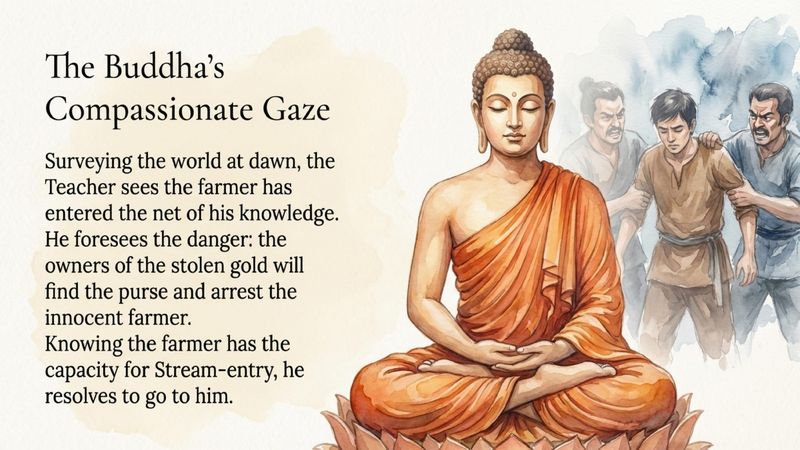 The Buddha’s
Compassionate Gaze
Surveying the world at dawn, the
Teacher sees the farmer has
entered the net of his knowledge.
He foresees the danger: the
owners of the stolen gold will
find the purse and arrest the
innocent farmer.
Knowing the farmer has the
capacity for Stream-entry, he
resolves to go to him.